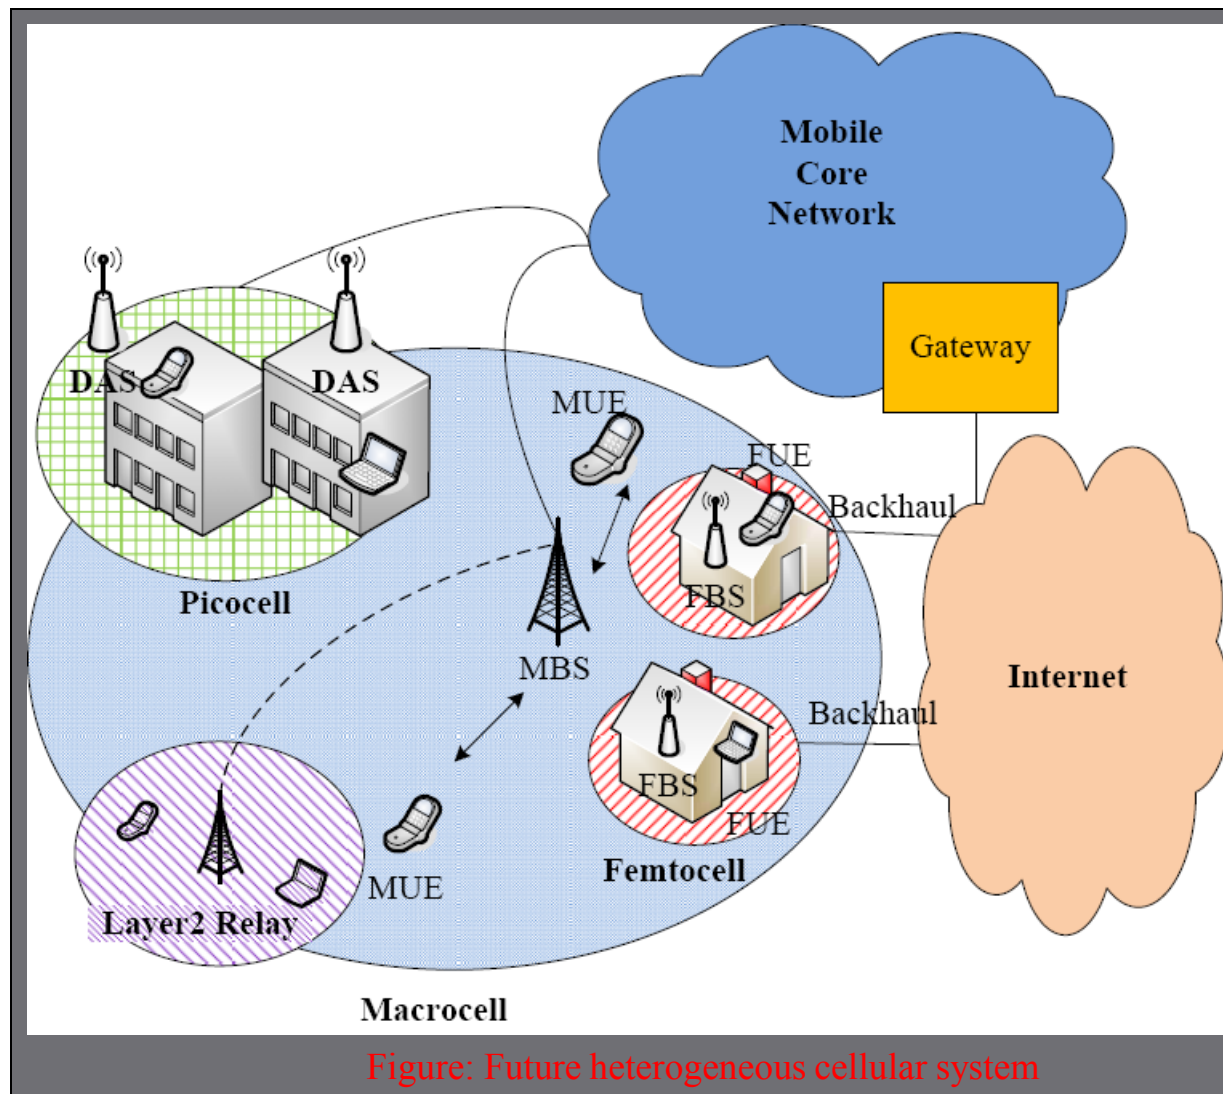 Mobile
Core
Network
Gateway
DAS
DAS
MUE
FUE
Backhaul
FBS
Picocell
MBS
Internet
Backhaul
FBS
FUE
Femtocell
MUE
Layer2 Relay
Macrocell
Figure: Future heterogeneous cellular system